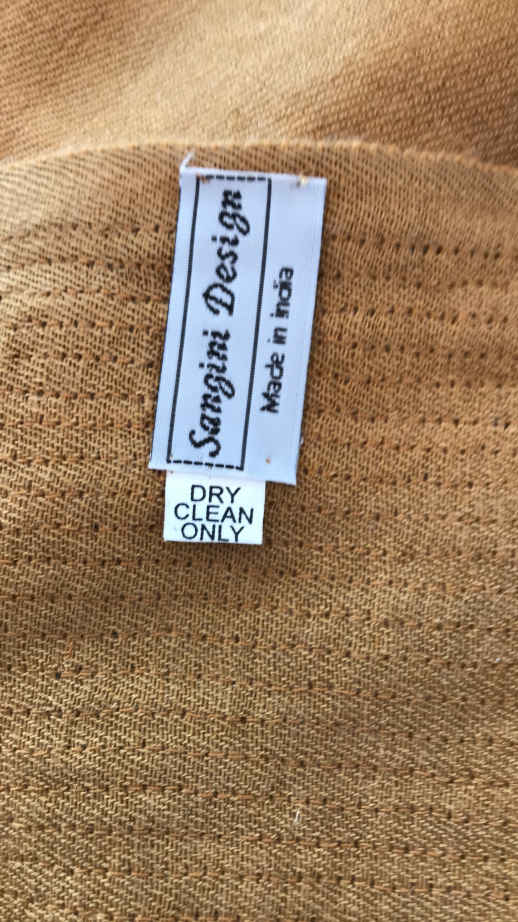 Sangini Design
Made in india
DRY
CLEAN
ONLY